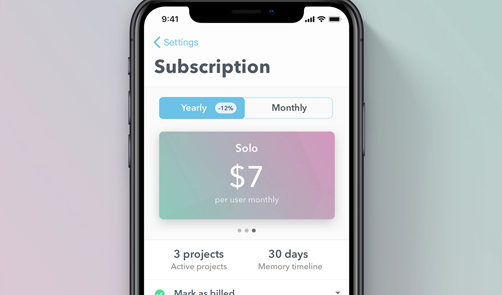 9:41
Settings
Subscription
Yearly -12% Monthly
Solo
$7
per user monthly
3 projects 30 days
Active projects Memory timeline
Mark as billed